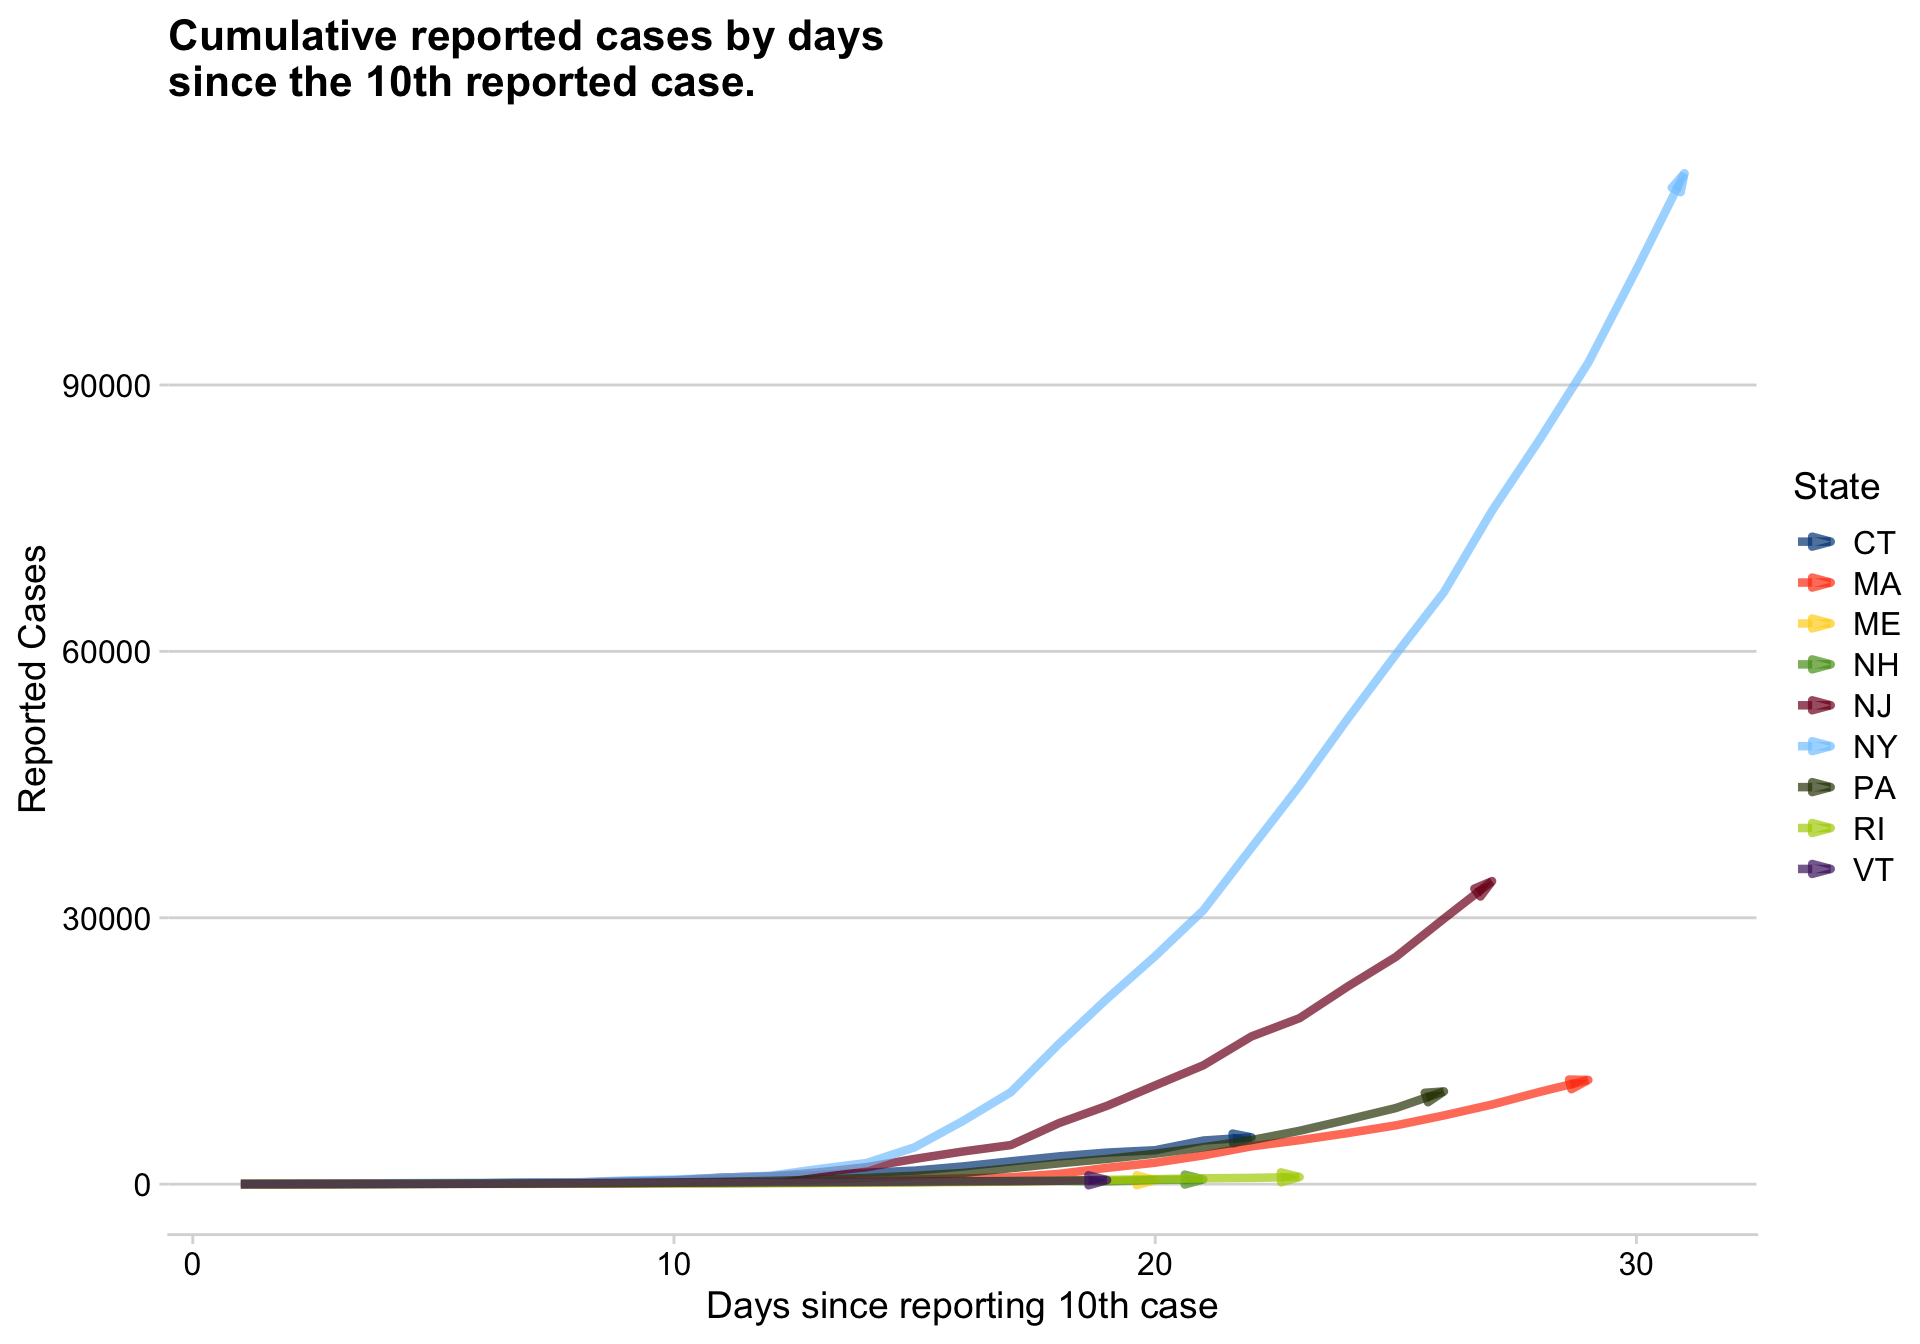 Cumulative reported cases by days
since the 10th reported case.
90000
60000
30000
0
Reported Cases
0 10 20 30
Days since reporting 10th case
State
CT
MA
ME
NH
NJ
NY
PA
RI
VT